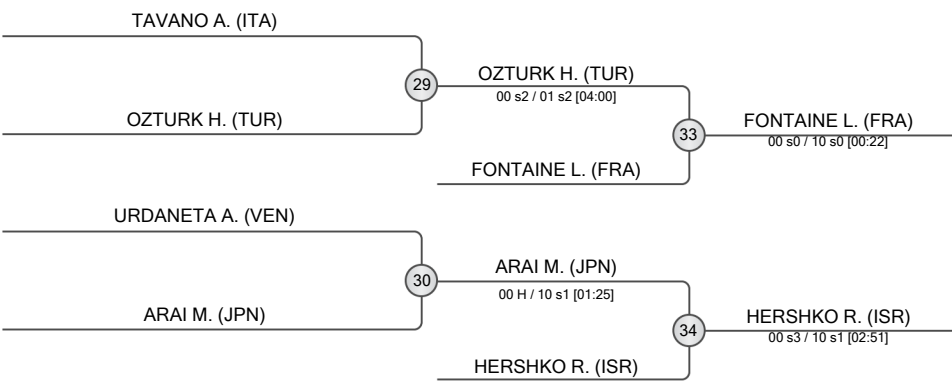 TAVANO A. (ITA)
29
OZTURK H. (TUR)
00 s2 / 01 s2 [04:00]
OZTURK H. (TUR)
33
FONTAINE L. (FRA)
00 s0 / 10 s0 [00:22]
FONTAINE L. (FRA)
URDANETA A. (VEN)
30
ARAI M. (JPN)
00 H / 10 s1 [01:25]
ARAI M. (JPN)
34
HERSHKO R. (ISR)
00 s3 / 10 s1 [02:51]
HERSHKO R. (ISR)